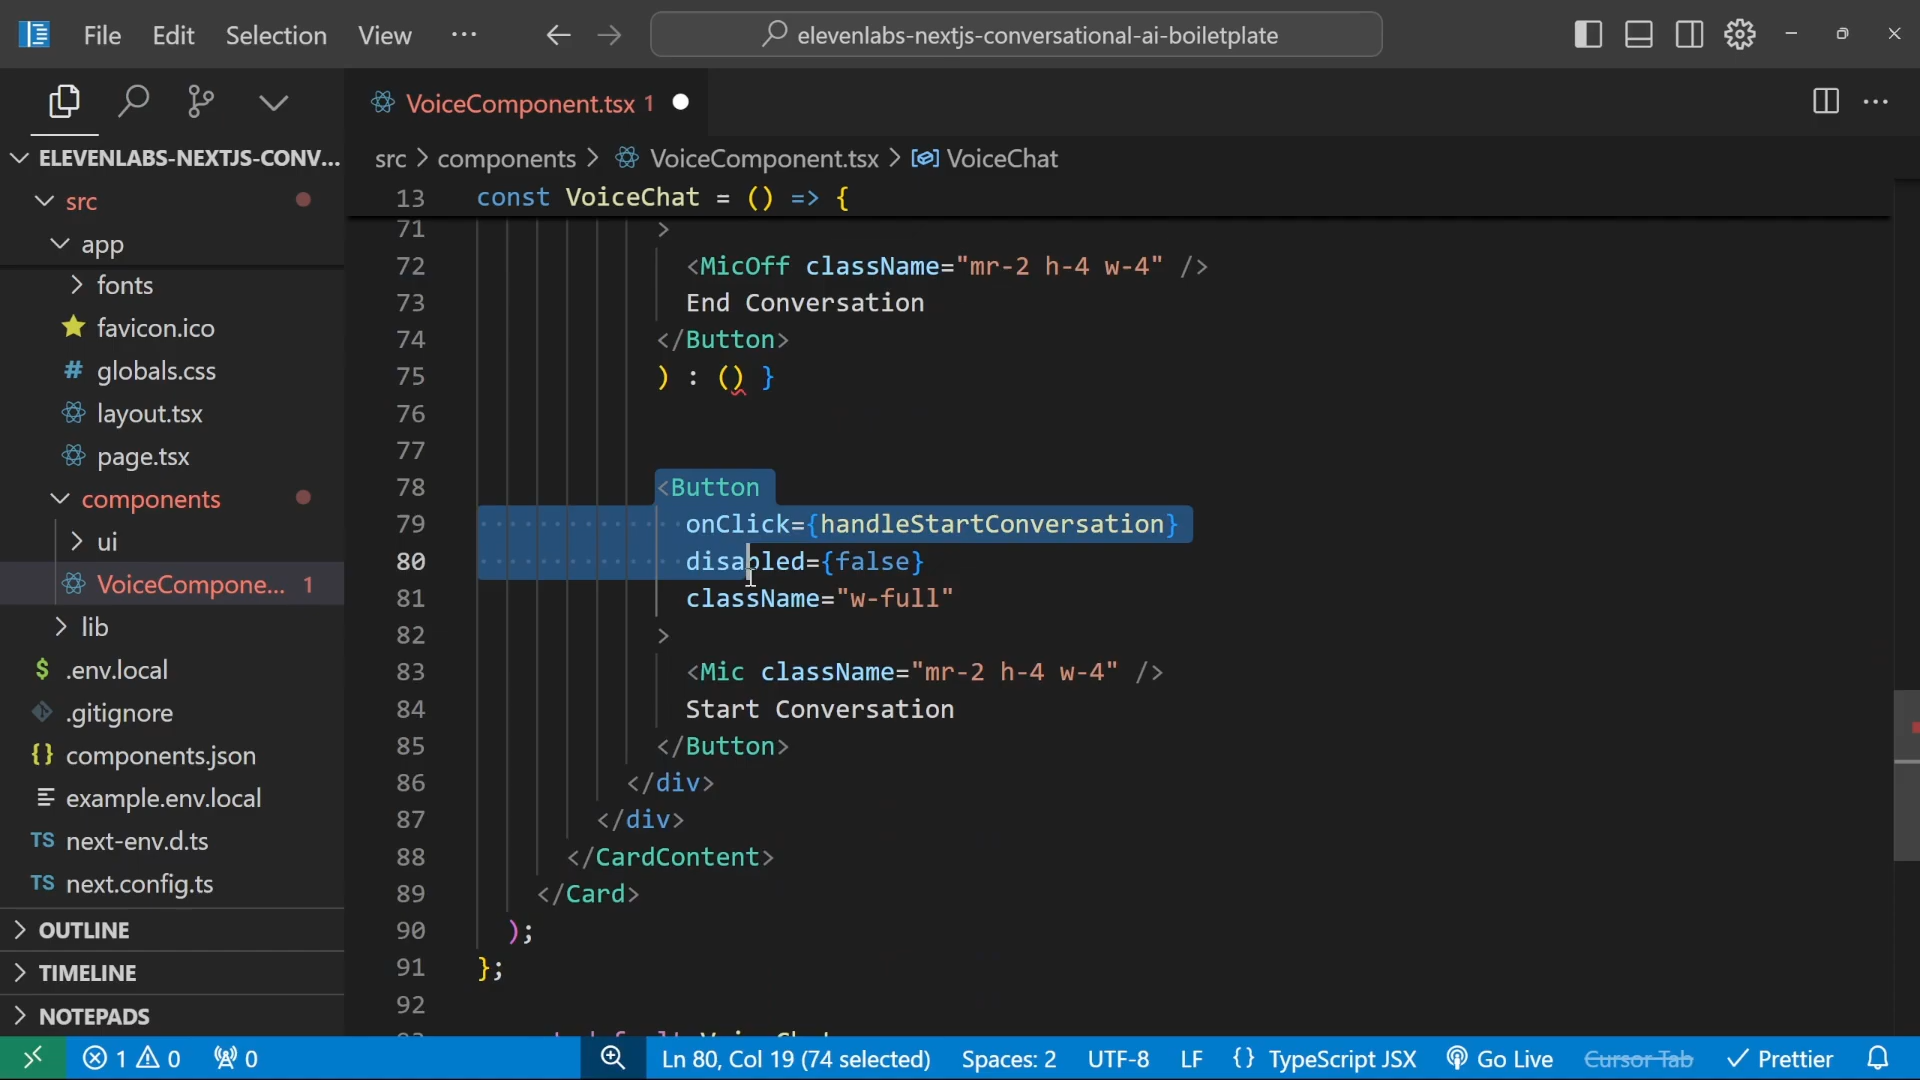 File Edit Selection View ···
elevenlabs-nextjs-conversational-ai-boiletplate
ELEVENLABS-NEXTJS-CONV...
src
app
fonts
favicon.ico
globals.css
layout.tsx
page.tsx
components
ui
VoiceCompone... 1
lib
.env.local
.gitignore
components.json
example.env.local
TS next-env.d.ts
TS next.config.ts
OUTLINE
TIMELINE
NOTEPADS
VoiceComponent.tsx 1
src > components > VoiceComponent.tsx > VoiceChat
13 const VoiceChat = () => {
71 >
72 <MicOff className="mr-2 h-4 w-4" />
73 End Conversation
74 </Button>
75 ) : () }
76
77
78 <Button
79 onClick={handleStartConversation}
80 disabled={false}
81 className="w-full"
82 >
83 <Mic className="mr-2 h-4 w-4" />
84 Start Conversation
85 </Button>
86 </div>
87 </div>
88 </CardContent>
89 </Card>
90 );
91 };
92
1 0 0 Ln 80, Col 19 (74 selected) Spaces: 2 UTF-8 LF {} TypeScript JSX Go Live Cursor Tab Prettier